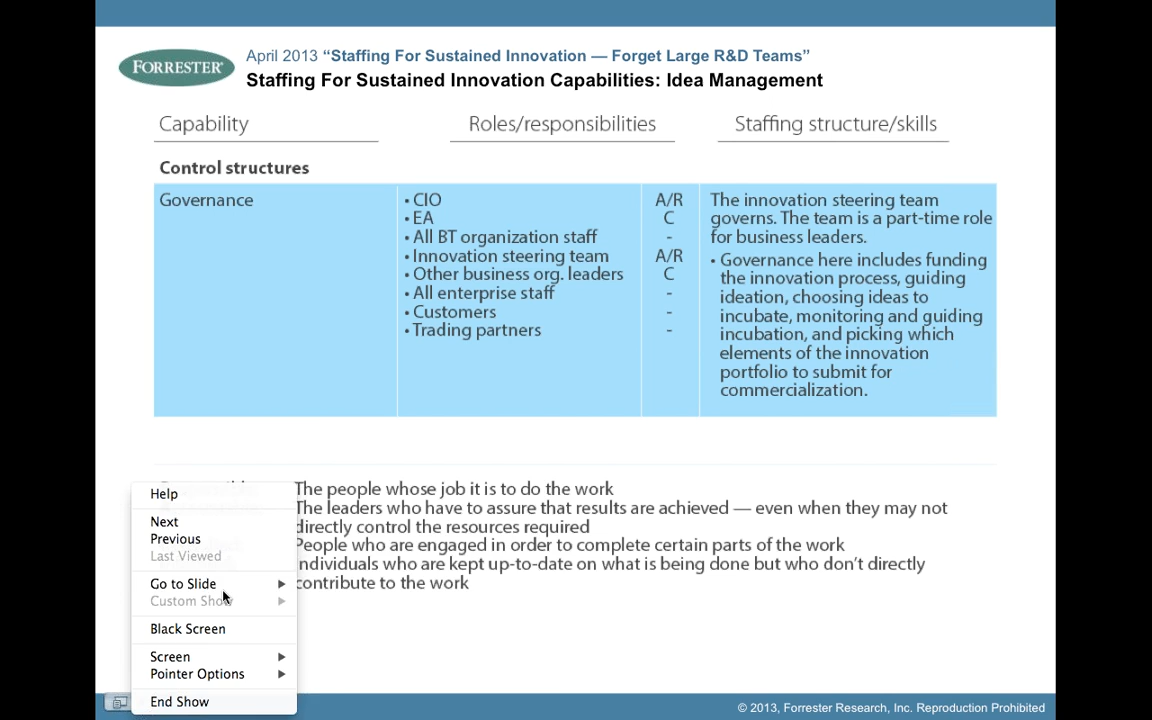 FORRESTER®
April 2013 “Staffing For Sustained Innovation — Forget Large R&D Teams”
Staffing For Sustained Innovation Capabilities: Idea Management
Capability Roles/responsibilities Staffing structure/skills
Control structures
Governance
• CIO A/R
• EA C
• All BT organization staff -
• Innovation steering team A/R
• Other business org. leaders C
• All enterprise staff -
• Customers -
• Trading partners -
The innovation steering team
governs. The team is a part-time role
for business leaders.
• Governance here includes funding
the innovation process, guiding
ideation, choosing ideas to
incubate, monitoring and guiding
incubation, and picking which
elements of the innovation
portfolio to submit for
commercialization.
The people whose job it is to do the work
The leaders who have to assure that results are achieved — even when they may not
directly control the resources required
People who are engaged in order to complete certain parts of the work
Individuals who are kept up-to-date on what is being done but who don’t directly
contribute to the work
Help
Next
Previous
Last Viewed
Go to Slide
Custom Show
Black Screen
Screen
Pointer Options
End Show
© 2013, Forrester Research, Inc. Reproduction Prohibited